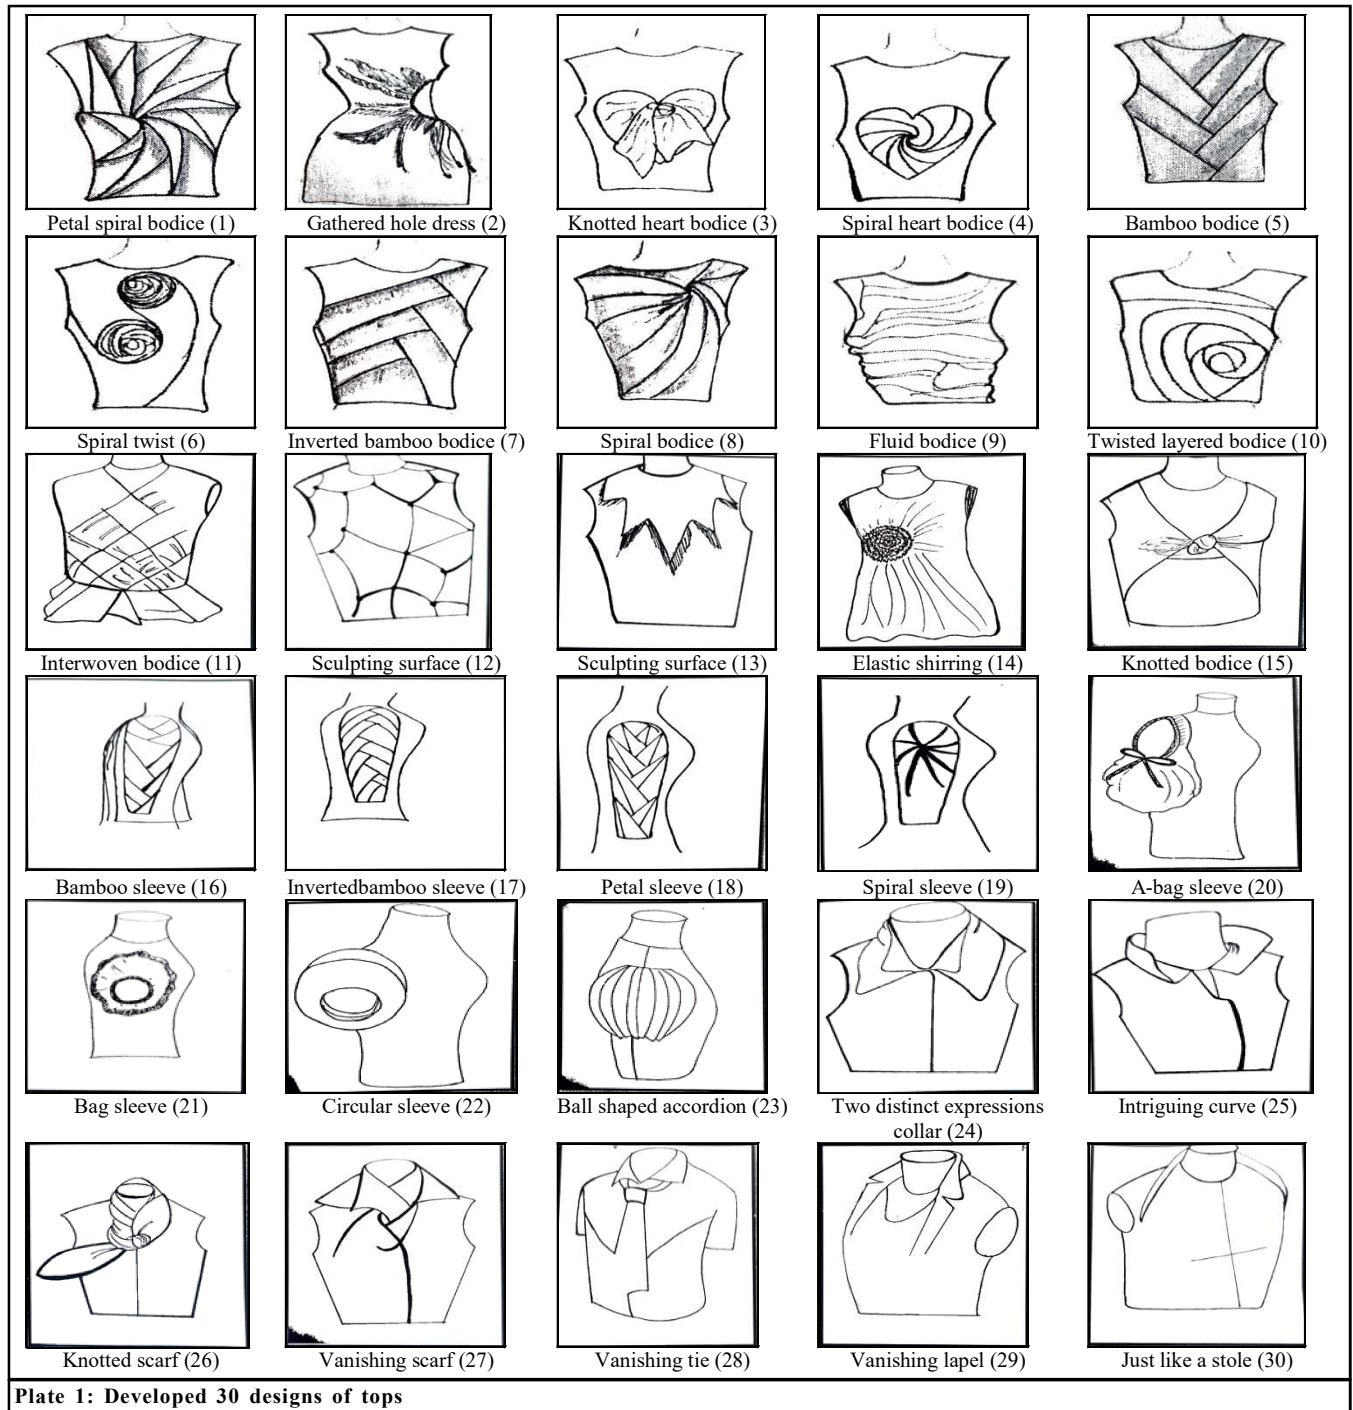 Petal spiral bodice (1)
Gathered hole dress (2)
Knotted heart bodice (3)
Spiral heart bodice (4)
Bamboo bodice (5)
Spiral twist (6)
Inverted bamboo bodice (7)
Spiral bodice (8)
Fluid bodice (9)
Twisted layered bodice (10)
Interwoven bodice (11)
Sculpting surface (12)
Sculpting surface (13)
Elastic shirring (14)
Knotted bodice (15)
Bamboo sleeve (16)
Invertedbamboo sleeve (17)
Petal sleeve (18)
Spiral sleeve (19)
A-bag sleeve (20)
Bag sleeve (21)
Circular sleeve (22)
Ball shaped accordion (23)
Two distinct expressions
collar (24)
Intriguing curve (25)
Knotted scarf (26)
Vanishing scarf (27)
Vanishing tie (28)
Vanishing lapel (29)
Just like a stole (30)
Plate 1: Developed 30 designs of tops